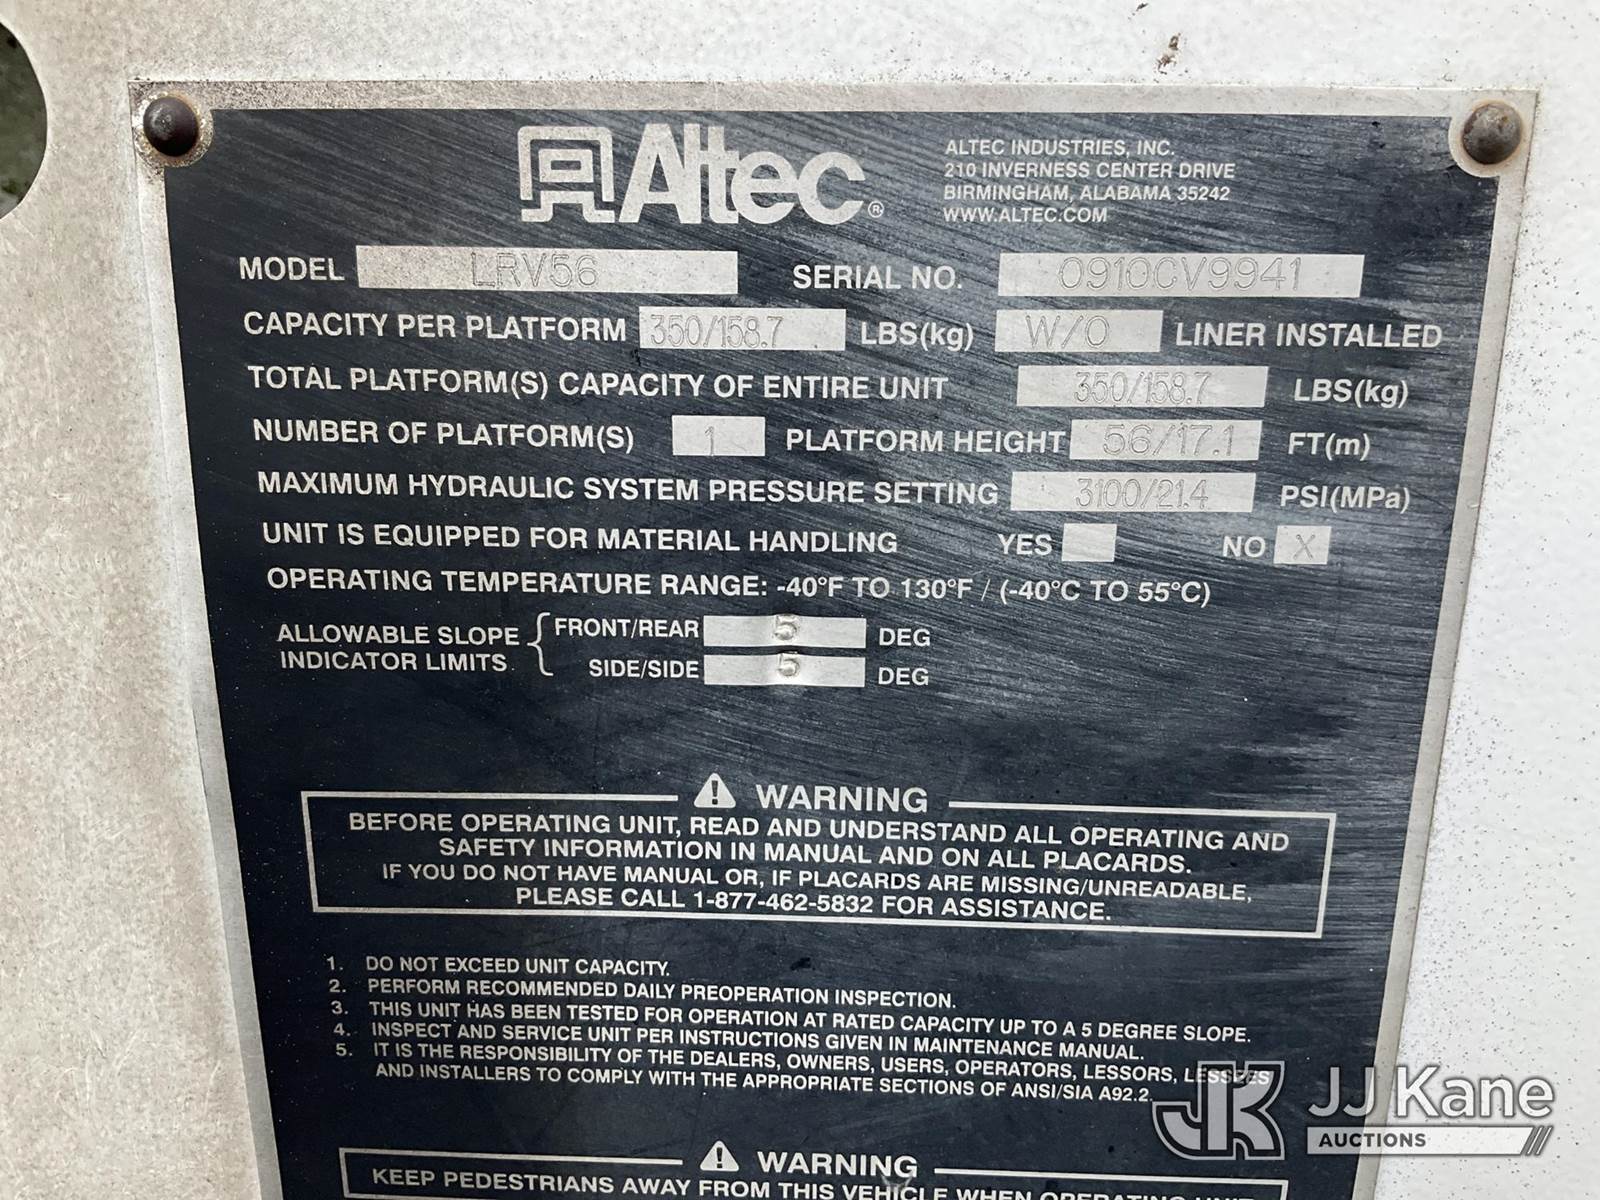 Altec®
ALTEC INDUSTRIES, INC.
210 INVERNESS CENTER DRIVE
BIRMINGHAM, ALABAMA 35242
WWW.ALTEC.COM
MODEL LRV56 SERIAL NO. 0910CV9941
CAPACITY PER PLATFORM 350/158.7 LBS(kg) W/O LINER INSTALLED
TOTAL PLATFORM(S) CAPACITY OF ENTIRE UNIT 350/158.7 LBS(kg)
NUMBER OF PLATFORM(S) 1 PLATFORM HEIGHT 56/17.1 FT(m)
MAXIMUM HYDRAULIC SYSTEM PRESSURE SETTING 3100/21.4 PSI(MPa)
UNIT IS EQUIPPED FOR MATERIAL HANDLING YES NO X
OPERATING TEMPERATURE RANGE: -40°F TO 130°F / (-40°C TO 55°C)
ALLOWABLE SLOPE INDICATOR LIMITS
FRONT/REAR 5 DEG
SIDE/SIDE 5 DEG
⚠ WARNING
BEFORE OPERATING UNIT, READ AND UNDERSTAND ALL OPERATING AND
SAFETY INFORMATION IN MANUAL AND ON ALL PLACARDS.
IF YOU DO NOT HAVE MANUAL OR, IF PLACARDS ARE MISSING/UNREADABLE,
PLEASE CALL 1-877-462-5832 FOR ASSISTANCE.
1. DO NOT EXCEED UNIT CAPACITY.
2. PERFORM RECOMMENDED DAILY PREOPERATION INSPECTION.
3. THIS UNIT HAS BEEN TESTED FOR OPERATION AT RATED CAPACITY UP TO A 5 DEGREE SLOPE.
4. INSPECT AND SERVICE UNIT PER INSTRUCTIONS GIVEN IN MAINTENANCE MANUAL.
5. IT IS THE RESPONSIBILITY OF THE DEALERS, OWNERS, USERS, OPERATORS, LESSORS, LESSEES
AND INSTALLERS TO COMPLY WITH THE APPROPRIATE SECTIONS OF ANSI/SIA A92.2.
⚠ WARNING
KEEP PEDESTRIANS AWAY FROM THIS VEHICLE WHEN OPERATING UNIT
JK JJ Kane
AUCTIONS